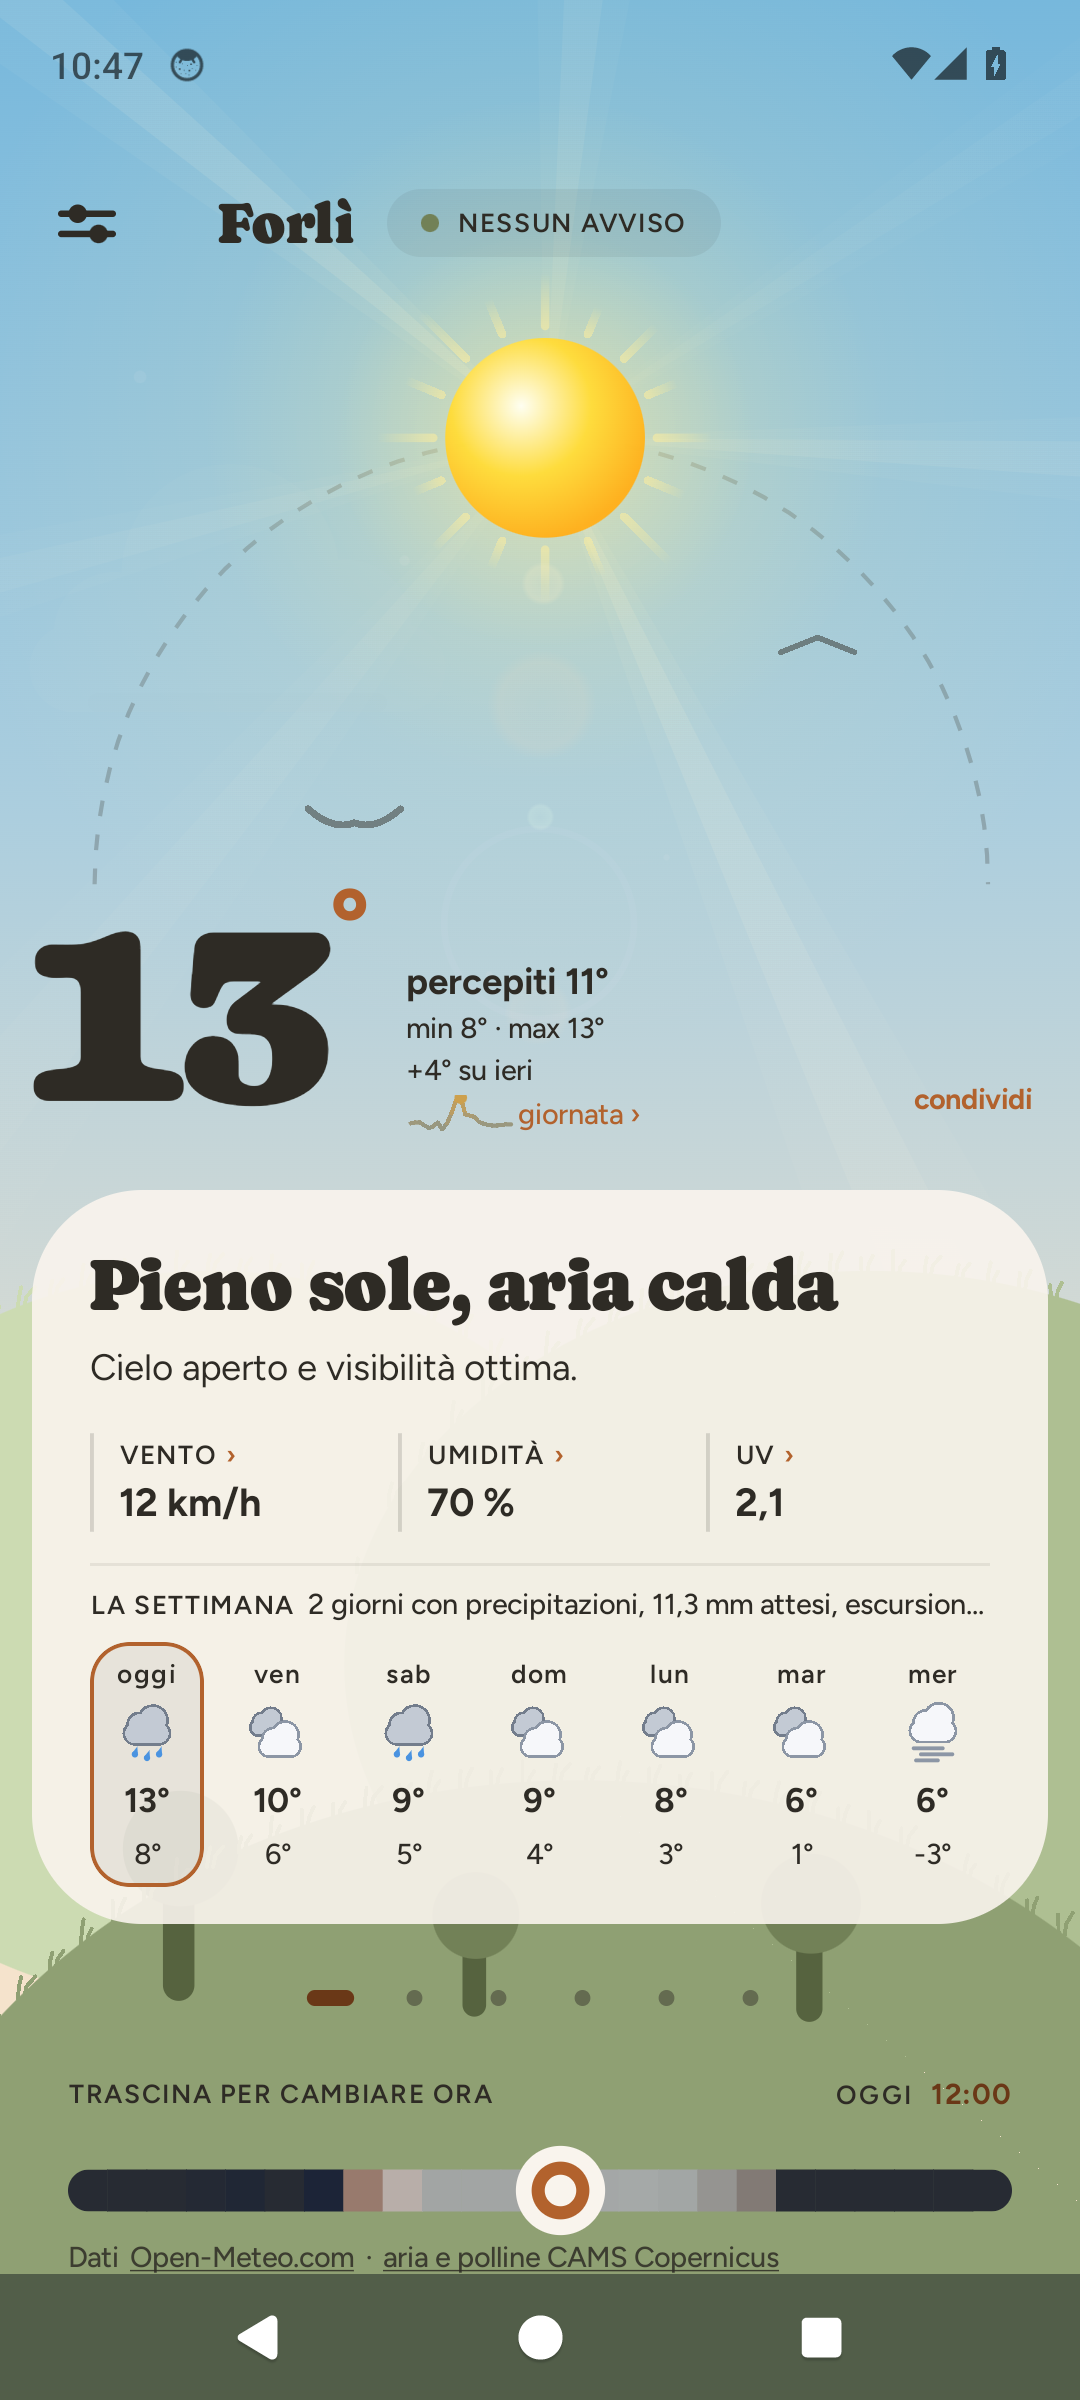 10:47
Forlì
NESSUN AVVISO
13°
percepiti 11°
min 8° · max 13°
+4° su ieri
giornata ›
condividi
Pieno sole, aria calda
Cielo aperto e visibilità ottima.
VENTO › UMIDITÀ › UV ›
12 km/h 70 % 2,1
LA SETTIMANA 2 giorni con precipitazioni, 11,3 mm attesi, escursion...
oggi ven sab dom lun mar mer
13° 10° 9° 9° 8° 6° 6°
8° 6° 5° 4° 3° 1° -3°
TRASCINA PER CAMBIARE ORA OGGI 12:00
Dati Open-Meteo.com · aria e polline CAMS Copernicus